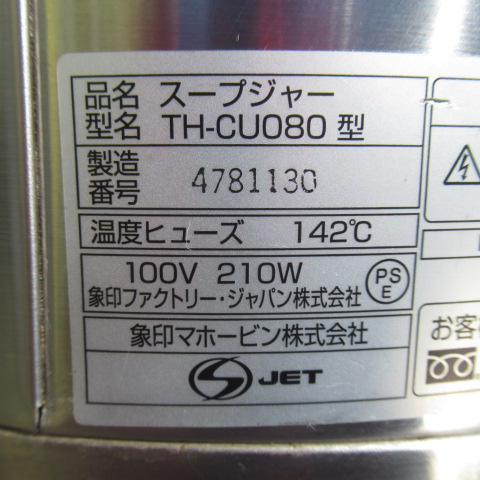 品名 スープジャー
型名 TH-CU080 型
製造
番号 4781130
温度ヒューズ 142℃
100V 210W
象印ファクトリー・ジャパン株式会社
PS
E
象印マホービン株式会社
S JET
お客